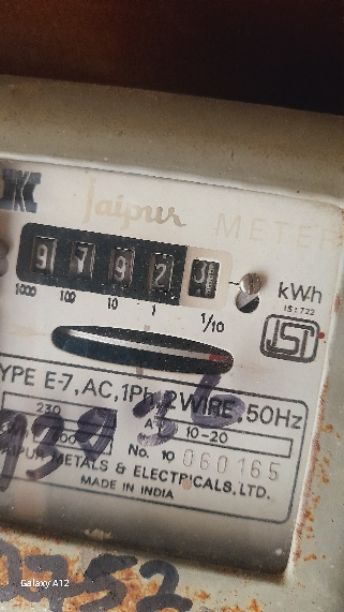 Jaipur METER
9 7 9 2 3
kWh
1000 100 10 1 1/10
IS:722
ISI
TYPE E-7, AC, 1Ph, 2WIRE, 50Hz
230 10-20
No. 10 060165
JAIPUR METALS & ELECTRICALS. LTD.
MADE IN INDIA
Galaxy A12